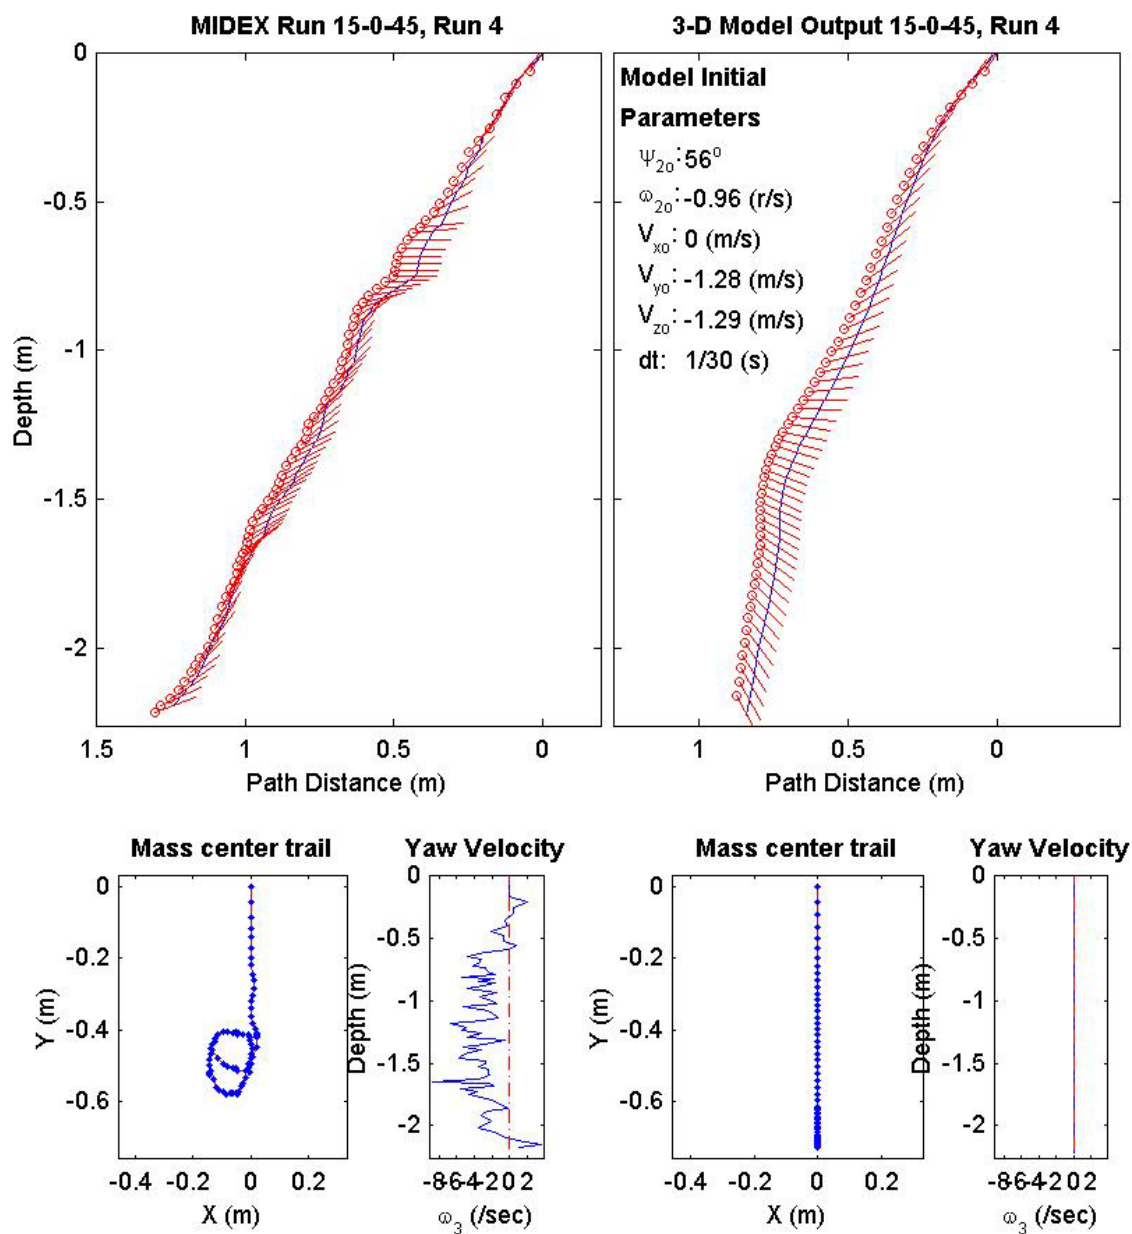 MIDEX Run 15-0-45, Run 4
3-D Model Output 15-0-45, Run 4
0
-0.5
-1
-1.5
-2
Depth (m)
1.5
1
0.5
0
Path Distance (m)
Model Initial
Parameters
Ψ2o: 56o
ω2o: -0.96 (r/s)
Vxo: 0 (m/s)
Vyo: -1.28 (m/s)
Vzo: -1.29 (m/s)
dt: 1/30 (s)
1
0.5
0
Path Distance (m)
Mass center trail
0
-0.2
-0.4
-0.6
Y (m)
-0.4
-0.2
0
0.2
X (m)
Yaw Velocity
0
-0.5
-1
-1.5
-2
Depth (m)
-8-6-4-2 0 2
ω3 (/sec)
Mass center trail
0
-0.2
-0.4
-0.6
Y (m)
-0.4
-0.2
0
0.2
X (m)
Yaw Velocity
0
-0.5
-1
-1.5
-2
Depth (m)
-8-6-4-2 0 2
ω3 (/sec)